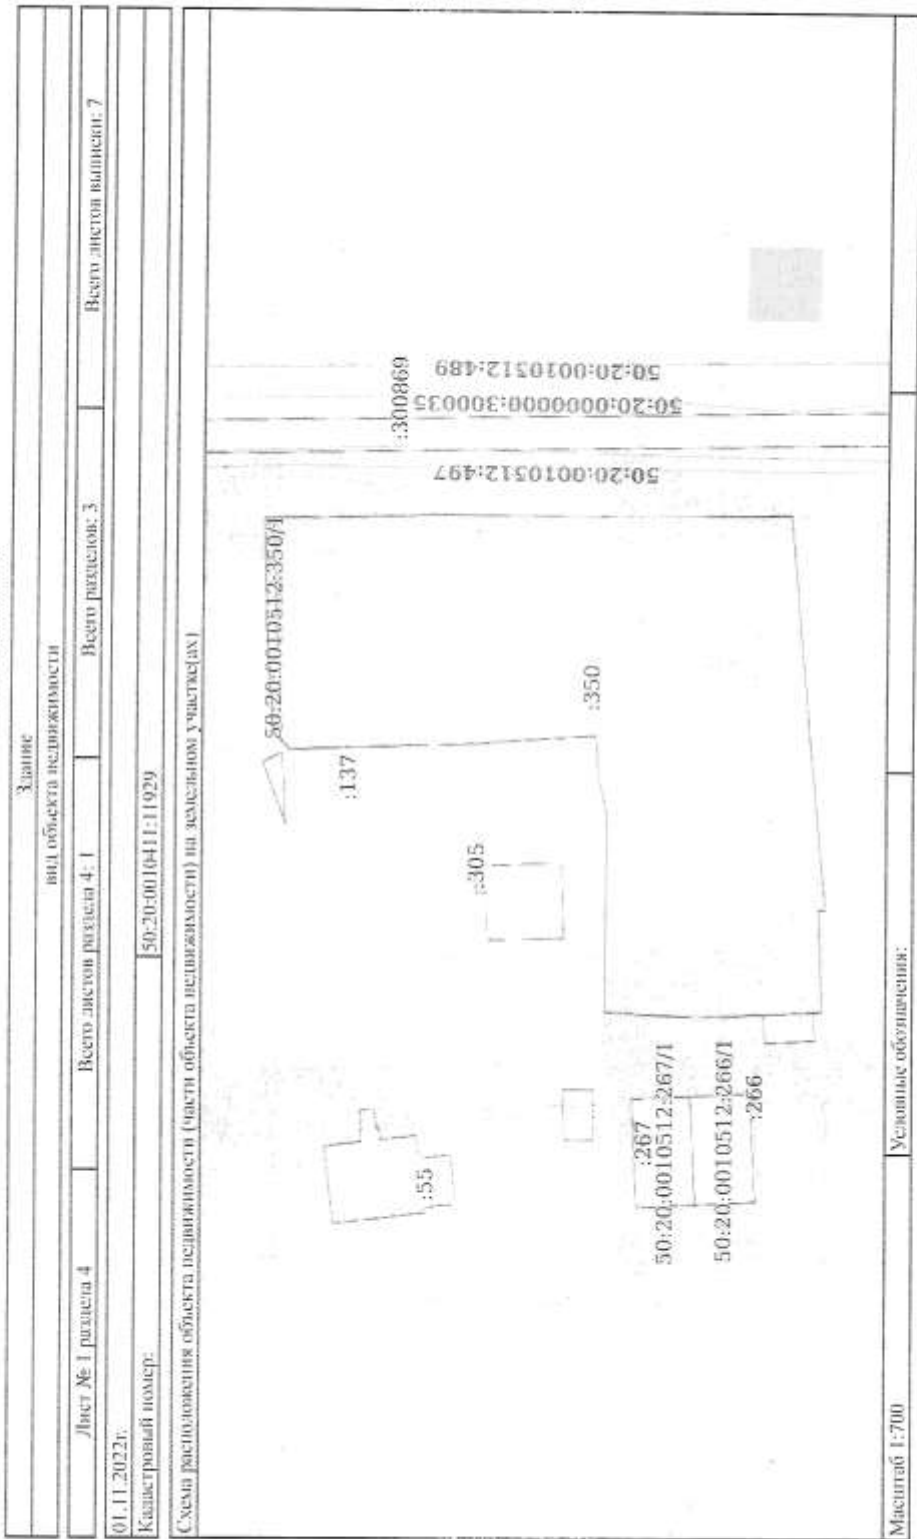 Здание
вид объекта недвижимости
Лист № 1 раздела 4
Всего листов раздела 4: 1
Всего разделов: 3
Всего листов выписки: 7
01.11.2022г.
Кадастровый номер:
50:20:0010411:11929
Схема расположения объекта недвижимости (части объекта недвижимости) на земельном участке(ах)
50:20:0010512:350/1
:300869
:137
50:20:0010512:489
50:20:0000000:300035
50:20:0010512:497
:55
:305
:350
:267
50:20:0010512:267/1
50:20:0010512:266/1
:266
Масштаб 1:700
Условные обозначения: